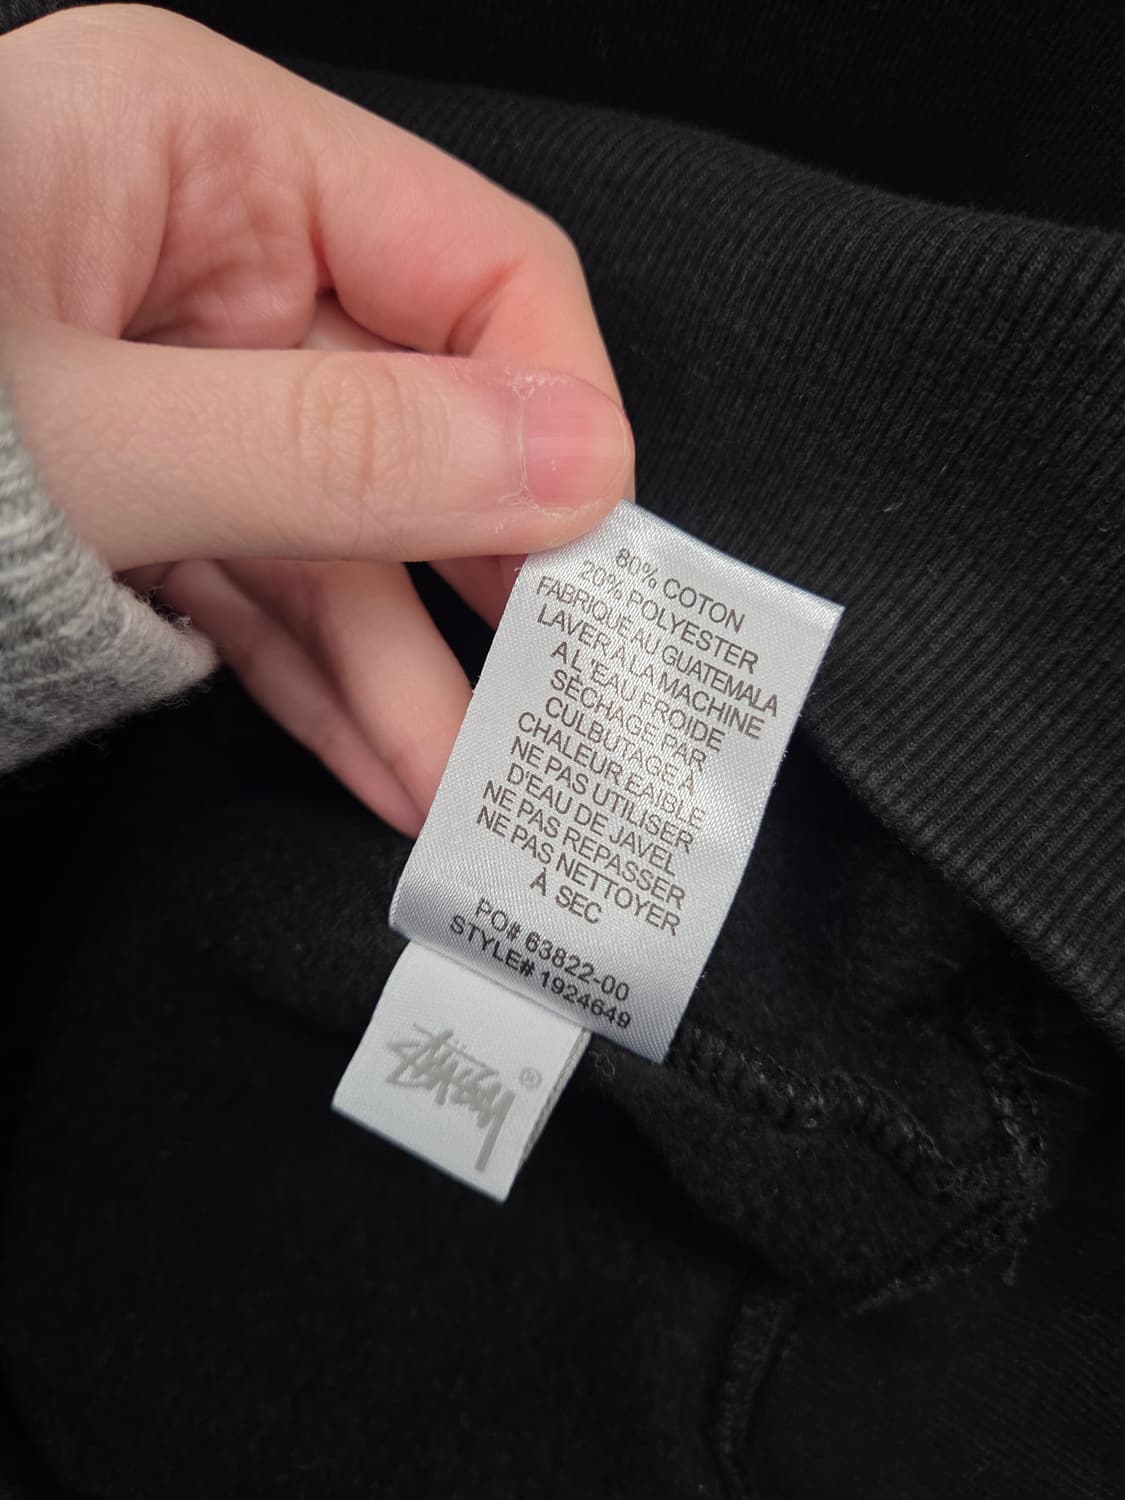 80% COTON
20% POLYESTER
FABRIQUÉ AU GUATEMALA
LAVER À LA MACHINE
A L'EAU FROIDE
SÉCHAGE PAR
CULBUTAGE À
CHALEUR FAIBLE
NE PAS UTILISER
D'EAU DE JAVEL
NE PAS REPASSER
NE PAS NETTOYER
À SEC
PO# 63822-00
STYLE# 1924649
Stüssy ®